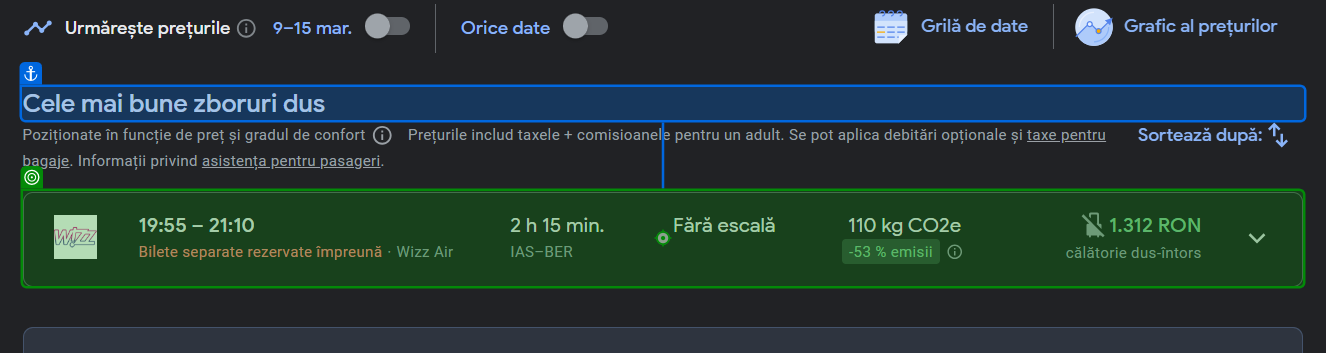 Urmărește prețurile 9–15 mar. Orice date Grilă de date Grafic al prețurilor
Cele mai bune zboruri dus
Poziționate în funcție de preț și gradul de confort Prețurile includ taxele + comisioanele pentru un adult. Se pot aplica debitări opționale și taxe pentru
bagaje. Informații privind asistența pentru pasageri.
Sortează după:
WIZZ
19:55 – 21:10 2 h 15 min. Fără escală 110 kg CO2e 1.312 RON
Bilete separate rezervate împreună · Wizz Air IAS–BER -53 % emisii călătorie dus-întors